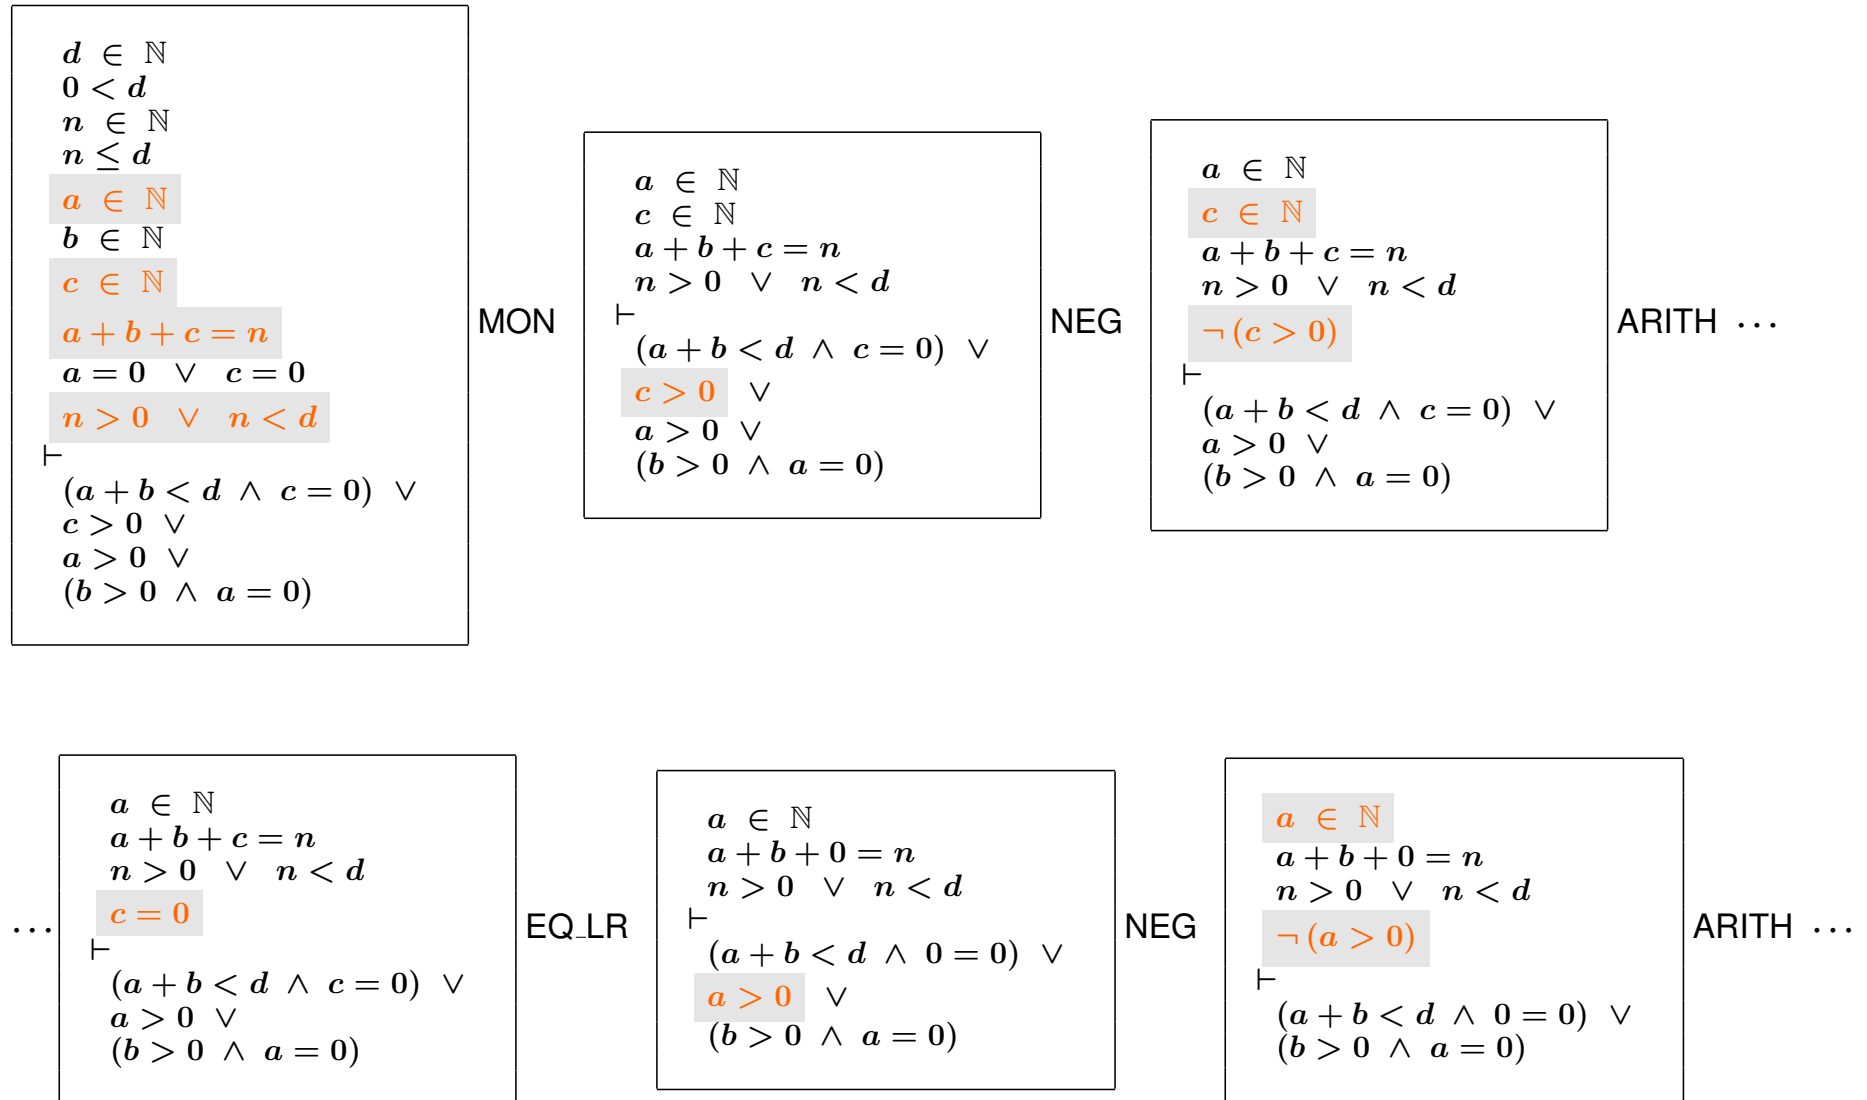 d ∈ ℕ
0 < d
n ∈ ℕ
n ≤ d
a ∈ ℕ
b ∈ ℕ
c ∈ ℕ
a + b + c = n
a = 0 ∨ c = 0
n > 0 ∨ n < d
⊢
(a + b < d ∧ c = 0) ∨
c > 0 ∨
a > 0 ∨
(b > 0 ∧ a = 0)
MON
a ∈ ℕ
c ∈ ℕ
a + b + c = n
n > 0 ∨ n < d
⊢
(a + b < d ∧ c = 0) ∨
c > 0 ∨
a > 0 ∨
(b > 0 ∧ a = 0)
NEG
a ∈ ℕ
c ∈ ℕ
a + b + c = n
n > 0 ∨ n < d
¬ (c > 0)
⊢
(a + b < d ∧ c = 0) ∨
a > 0 ∨
(b > 0 ∧ a = 0)
ARITH ···
···
a ∈ ℕ
a + b + c = n
n > 0 ∨ n < d
c = 0
⊢
(a + b < d ∧ c = 0) ∨
a > 0 ∨
(b > 0 ∧ a = 0)
EQ_LR
a ∈ ℕ
a + b + 0 = n
n > 0 ∨ n < d
⊢
(a + b < d ∧ 0 = 0) ∨
a > 0 ∨
(b > 0 ∧ a = 0)
NEG
a ∈ ℕ
a + b + 0 = n
n > 0 ∨ n < d
¬ (a > 0)
⊢
(a + b < d ∧ 0 = 0) ∨
(b > 0 ∧ a = 0)
ARITH ···